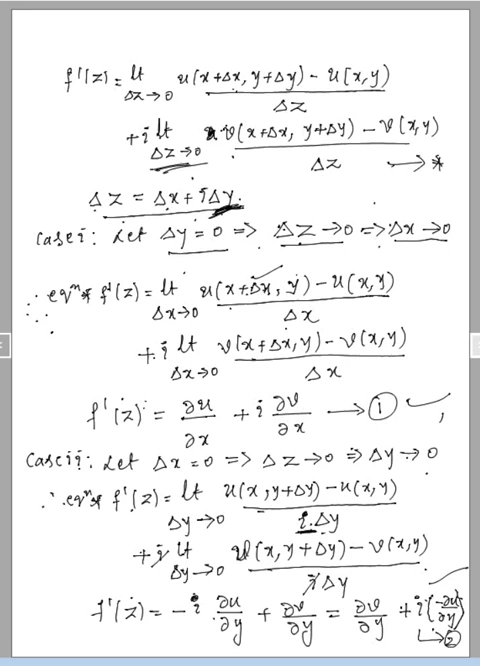 f'(z) = lt Δz→0 u(x+Δx, y+Δy) - u(x,y) / Δz
+ i lt Δz→0 v(x+Δx, y+Δy) - v(x,y) / Δz → *
Δz = Δx + iΔy.
Case i: Let Δy = 0 => Δz → 0 => Δx → 0
∴ eqⁿ * f'(z) = lt Δx→0 u(x+Δx, y) - u(x,y) / Δx
+ i lt Δx→0 v(x+Δx, y) - v(x,y) / Δx
f'(z) = ∂u/∂x + i ∂v/∂x → ①
Case ii: Let Δx = 0 => Δz → 0 => Δy → 0
∴ eqⁿ * f'(z) = lt Δy→0 u(x, y+Δy) - u(x,y) / i.Δy
+ i lt Δy→0 v(x, y+Δy) - v(x,y) / iΔy
f'(z) = -i ∂u/∂y + ∂v/∂y = ∂v/∂y + i(-∂u/∂y) → ②